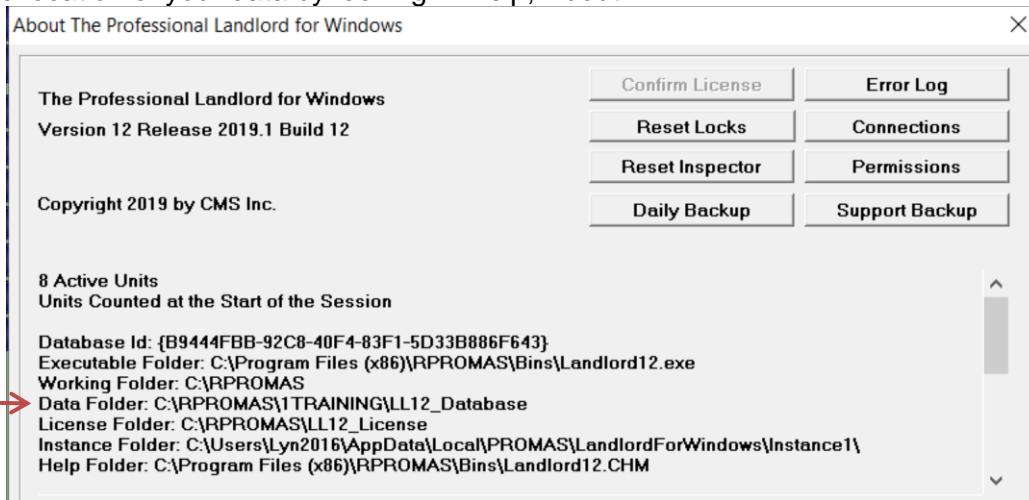 About The Professional Landlord for Windows
The Professional Landlord for Windows
Version 12 Release 2019.1 Build 12
Copyright 2019 by CMS Inc.
Confirm License
Error Log
Reset Locks
Connections
Reset Inspector
Permissions
Daily Backup
Support Backup
8 Active Units
Units Counted at the Start of the Session
Database Id: {B9444FBB-92C8-40F4-83F1-5D33B886F643}
Executable Folder: C:\Program Files (x86)\RPROMAS\Bins\Landlord12.exe
Working Folder: C:\RPROMAS
Data Folder: C:\RPROMAS\1TRAINING\LL12_Database
License Folder: C:\RPROMAS\LL12_License
Instance Folder: C:\Users\Lyn2016\AppData\Local\PROMAS\LandlordForWindows\Instance1\
Help Folder: C:\Program Files (x86)\RPROMAS\Bins\Landlord12.CHM